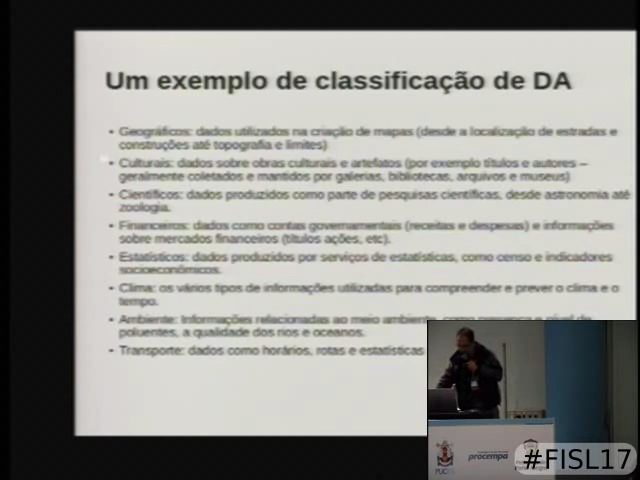 Um exemplo de classificação de DA
• Geográficos: dados utilizados na criação de mapas (desde a localização de estradas e
construções até topografia e limites)
• Culturais: dados sobre obras culturais e artefatos (por exemplo títulos e autores –
geralmente coletados e mantidos por galerias, bibliotecas, arquivos e museus)
• Científicos: dados produzidos como parte de pesquisas científicas, desde astronomia até
zoologia.
• Financeiros: dados como contas governamentais (receitas e despesas) e informações
sobre mercados financeiros (títulos ações, etc).
• Estatísticos: dados produzidos por serviços de estatísticas, como censo e indicadores
socioeconômicos.
• Clima: os vários tipos de informações utilizadas para compreender e prever o clima e o
tempo.
• Ambiente: Informações relacionadas ao meio ambiente, como presença e nível de
poluentes, a qualidade dos rios e oceanos.
• Transporte: dados como horários, rotas e estatísticas
procempa
#FISL17